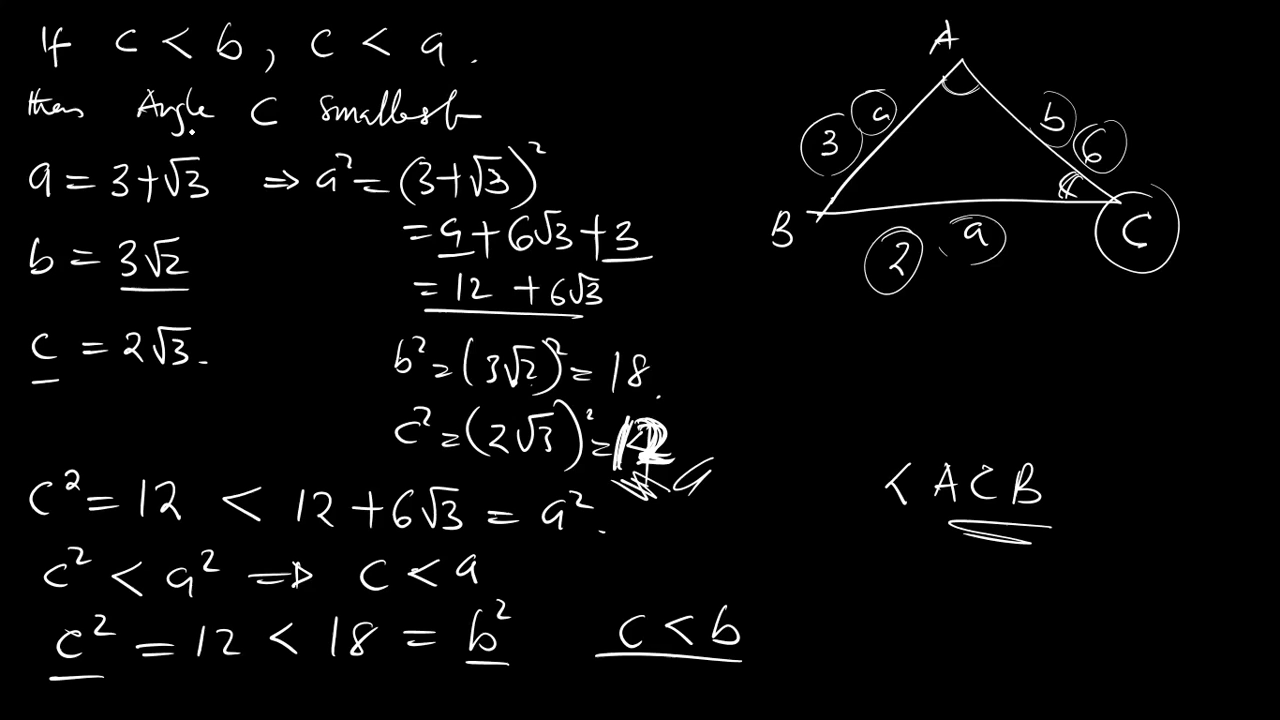 If c < b, c < a.
then Angle C smallest
a = 3+√3 ⇒ a² = (3+√3)²
= 9 + 6√3 + 3
= 12 + 6√3
b = 3√2
c = 2√3.
b² = (3√2)² = 18.
c² = (2√3)² = 12
c² = 12 < 12 + 6√3 = a².
c² < a² ⇒ c < a
c² = 12 < 18 = b² c < b
A
3 a b 6
B C
2 a
< ACB